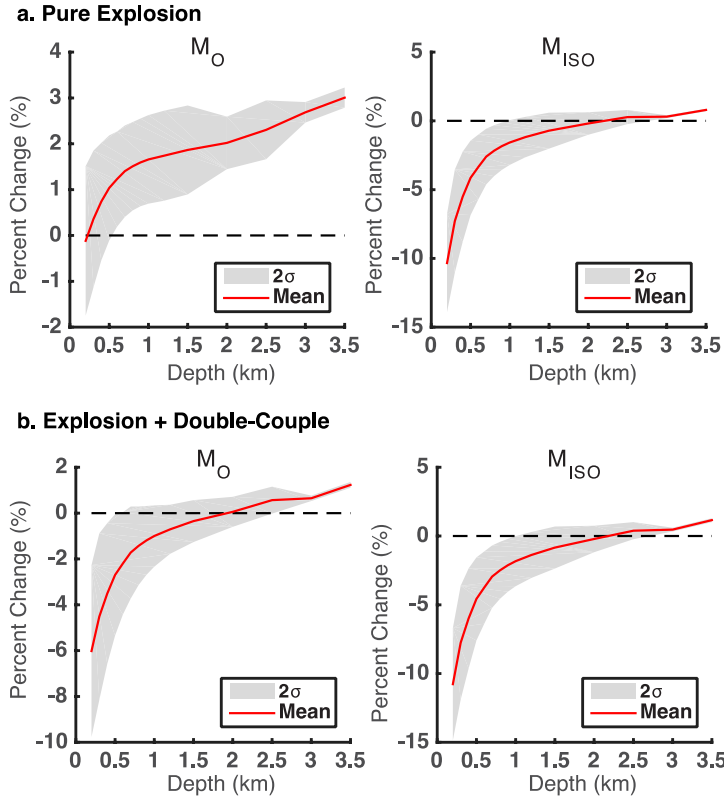 a. Pure Explosion
M_O
Percent Change (%)
4
3
2
1
0
-1
-2
0 0.5 1 1.5 2 2.5 3 3.5
Depth (km)
2σ
Mean
M_ISO
Percent Change (%)
5
0
-5
-10
-15
0 0.5 1 1.5 2 2.5 3 3.5
Depth (km)
2σ
Mean
b. Explosion + Double-Couple
M_O
Percent Change (%)
2
0
-2
-4
-6
-8
-10
0 0.5 1 1.5 2 2.5 3 3.5
Depth (km)
2σ
Mean
M_ISO
Percent Change (%)
5
0
-5
-10
-15
0 0.5 1 1.5 2 2.5 3 3.5
Depth (km)
2σ
Mean